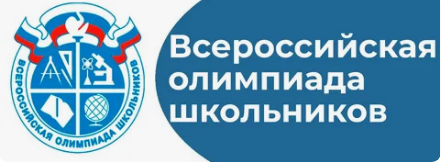 ВСЕРОССИЙСКАЯ ОЛИМПИАДА ШКОЛЬНИКОВ
Всероссийская
олимпиада
школьников